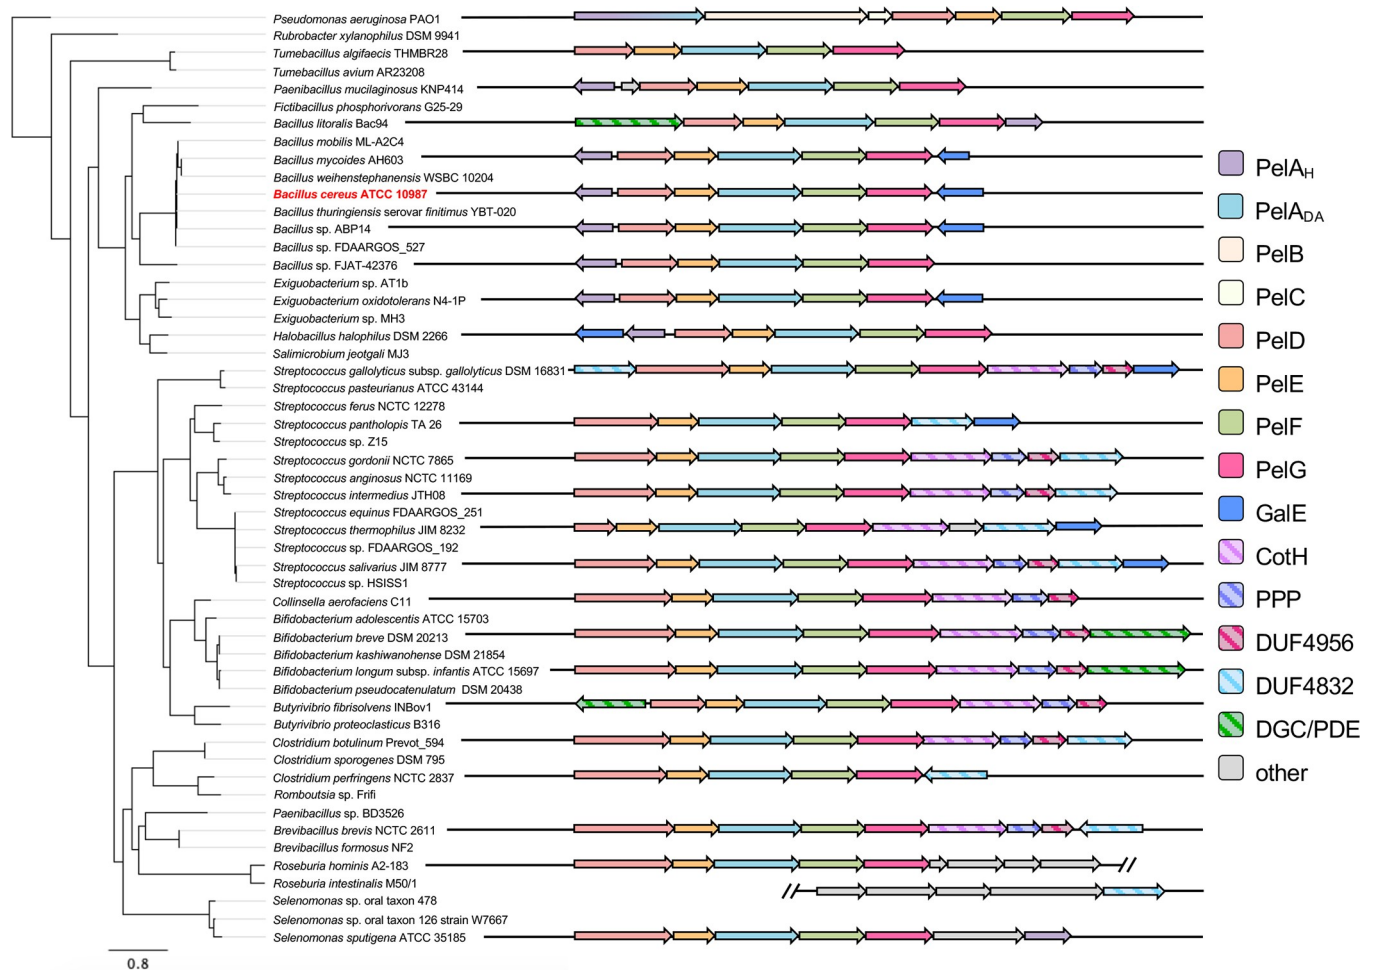 Pseudomonas aeruginosa PAO1
Rubrobacter xylanophilus DSM 9941
Tumebacillus algifaecis THMBR28
Tumebacillus avium AR23208
Paenibacillus mucilaginosus KNP414
Fictibacillus phosphorivorans G25-29
Bacillus litoralis Bac94
Bacillus mobilis ML-A2C4
Bacillus mycoides AH603
Bacillus weihenstephanensis WSBC 10204
Bacillus cereus ATCC 10987
Bacillus thuringiensis serovar finitimus YBT-020
Bacillus sp. ABP14
Bacillus sp. FDAARGOS_527
Bacillus sp. FJAT-42376
Exiguobacterium sp. AT1b
Exiguobacterium oxidotolerans N4-1P
Exiguobacterium sp. MH3
Halobacillus halophilus DSM 2266
Salimicrobium jeotgali MJ3
Streptococcus gallolyticus subsp. gallolyticus DSM 16831
Streptococcus pasteurianus ATCC 43144
Streptococcus ferus NCTC 12278
Streptococcus pantholopis TA 26
Streptococcus sp. Z15
Streptococcus gordonii NCTC 7865
Streptococcus anginosus NCTC 11169
Streptococcus intermedius JTH08
Streptococcus equinus FDAARGOS_251
Streptococcus thermophilus JIM 8232
Streptococcus sp. FDAARGOS_192
Streptococcus salivarius JIM 8777
Streptococcus sp. HSISS1
Collinsella aerofaciens C11
Bifidobacterium adolescentis ATCC 15703
Bifidobacterium breve DSM 20213
Bifidobacterium kashiwanohense DSM 21854
Bifidobacterium longum subsp. infantis ATCC 15697
Bifidobacterium pseudocatenulatum DSM 20438
Butyrivibrio fibrisolvens INBov1
Butyrivibrio proteoclasticus B316
Clostridium botulinum Prevot_594
Clostridium sporogenes DSM 795
Clostridium perfringens NCTC 2837
Romboutsia sp. Frifi
Paenibacillus sp. BD3526
Brevibacillus brevis NCTC 2611
Brevibacillus formosus NF2
Roseburia hominis A2-183
Roseburia intestinalis M50/1
Selenomonas sp. oral taxon 478
Selenomonas sp. oral taxon 126 strain W7667
Selenomonas sputigena ATCC 35185
0.8
PelAH
PelADA
PelB
PelC
PelD
PelE
PelF
PelG
GalE
CotH
PPP
DUF4956
DUF4832
DGC/PDE
other